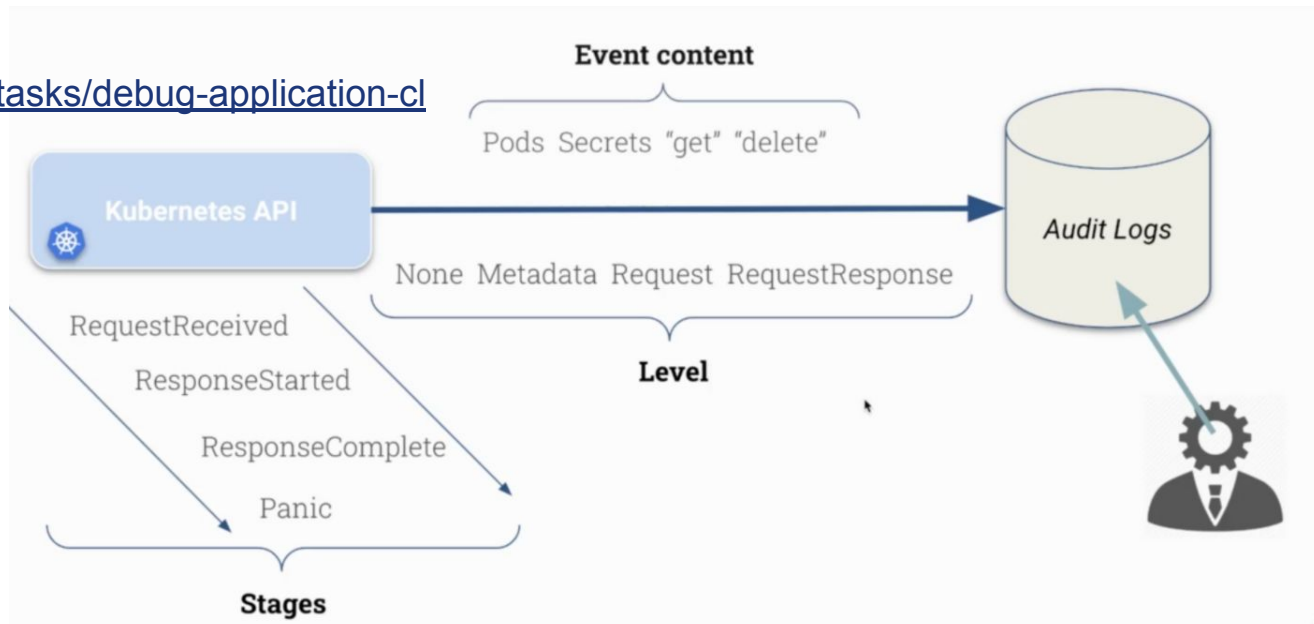 Event content
tasks/debug-application-cl
Pods Secrets “get” “delete”
Kubernetes API
Audit Logs
None Metadata Request RequestResponse
RequestReceived
Level
ResponseStarted
ResponseComplete
Panic
Stages